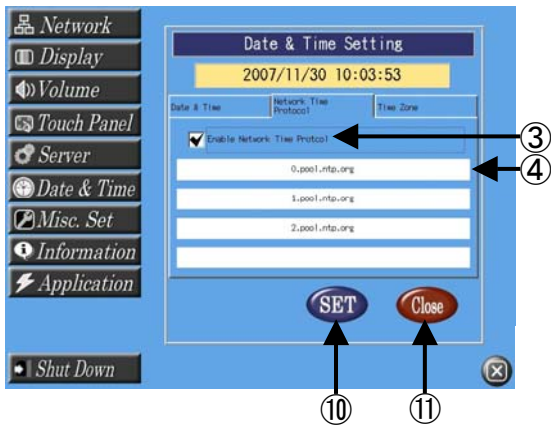 Network
Display
Volume
Touch Panel
Server
Date & Time
Misc. Set
Information
Application
Shut Down
Date & Time Setting
2007/11/30 10:03:53
Date & Time
Network Time
Protocol
Time Zone
Enable Network Time Protcol
0.pool.ntp.org
1.pool.ntp.org
2.pool.ntp.org
SET
Close
③
④
⑩
⑪